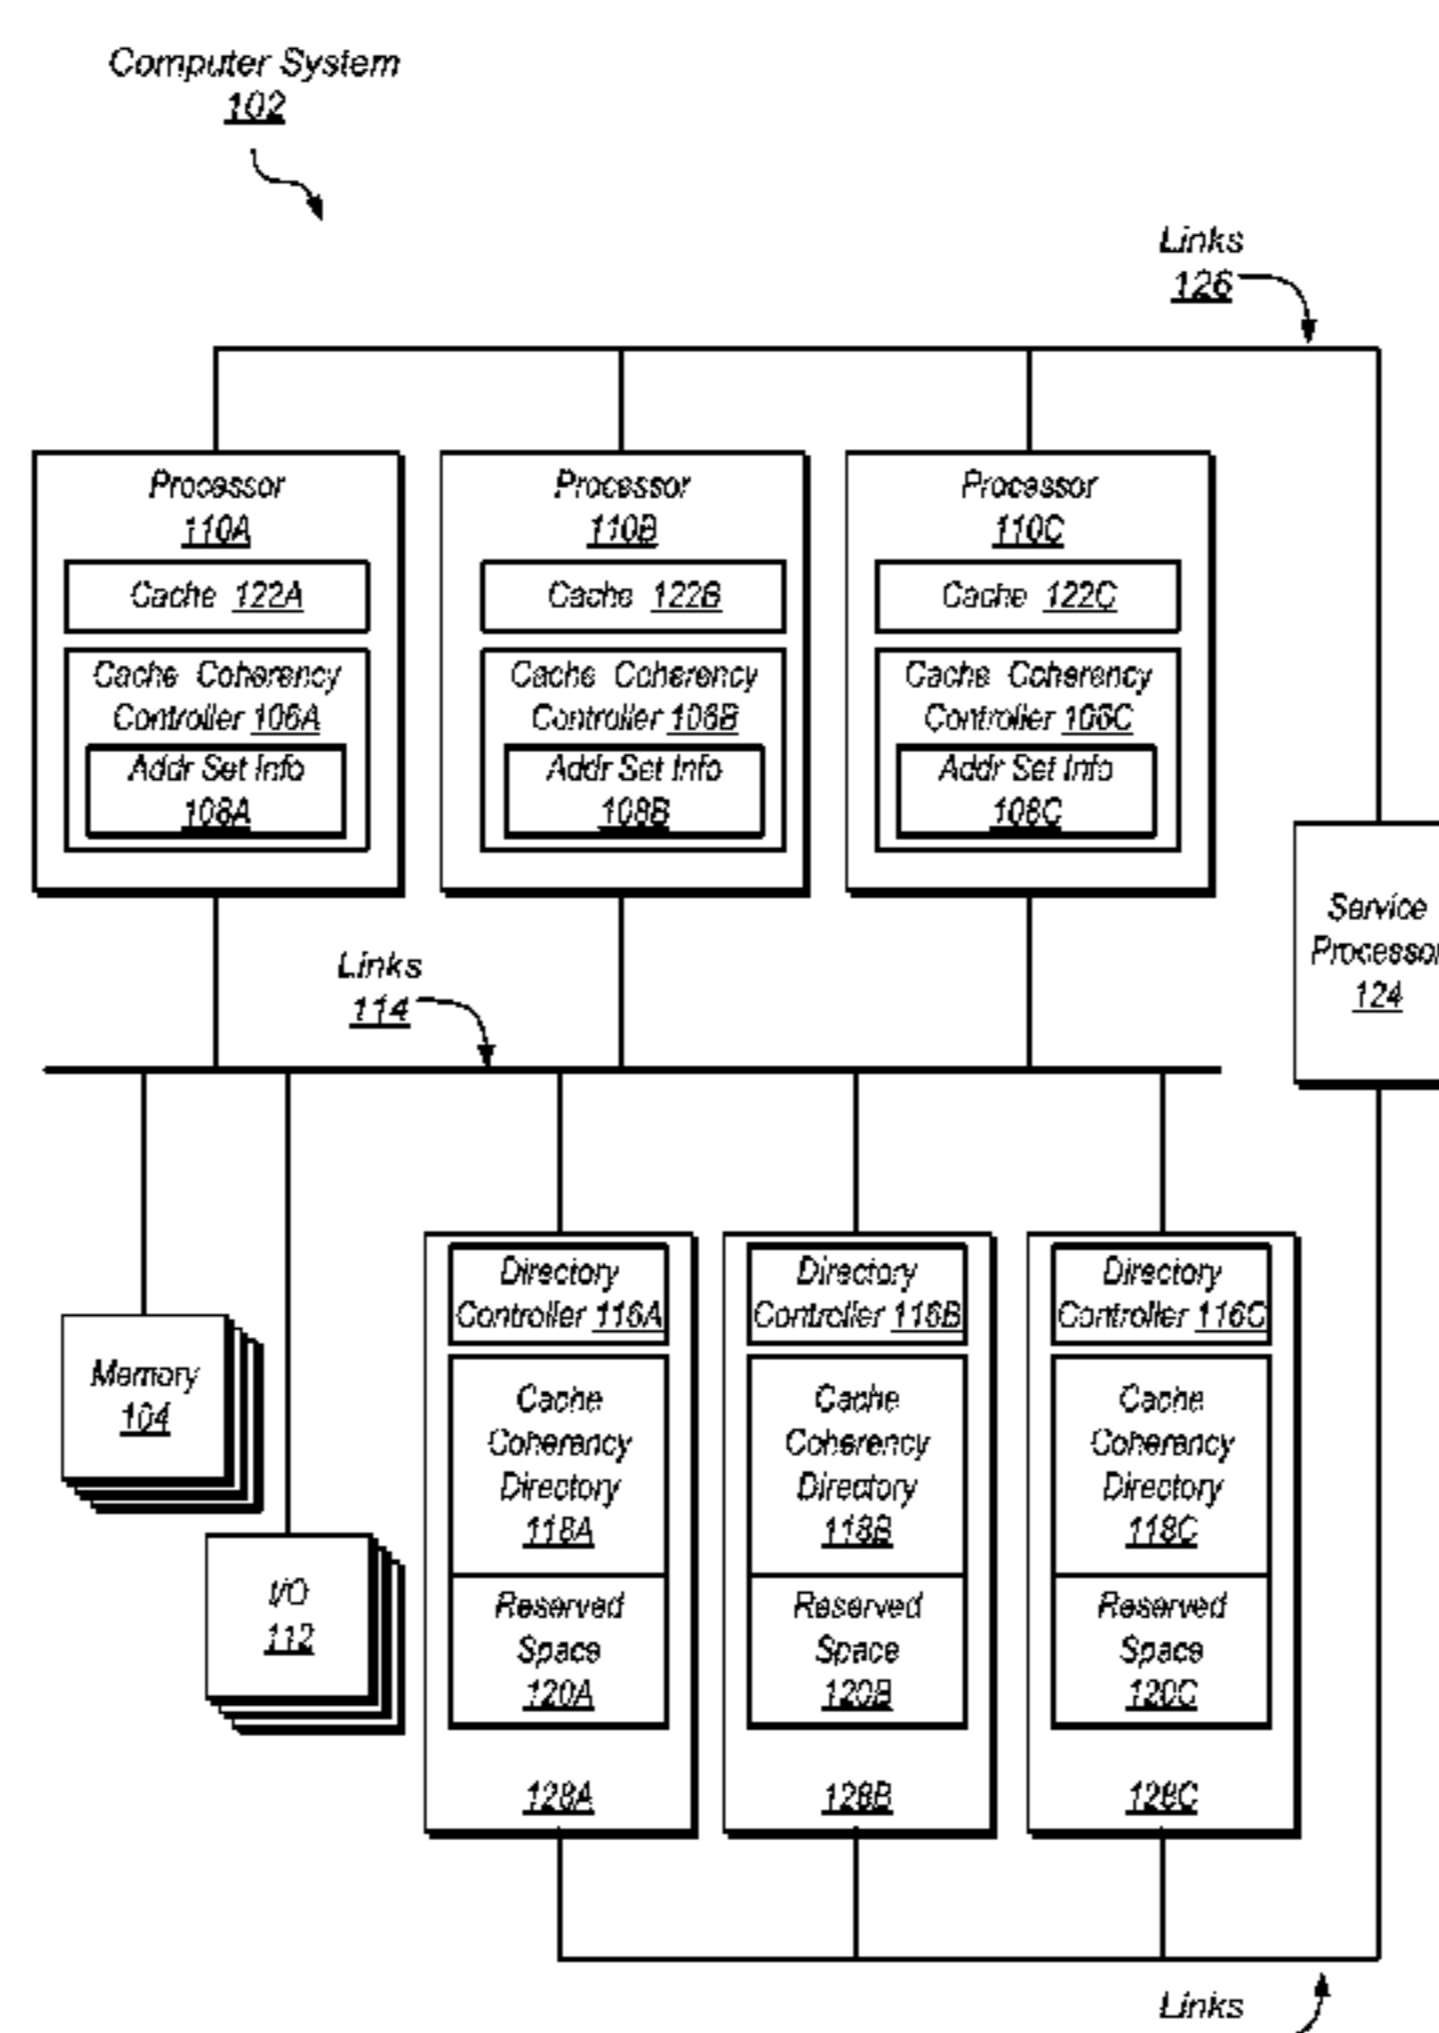 Computer System
102
Links
126
Processor
110A
Cache 122A
Cache Coherency
Controller 106A
Addr Set Info
108A
Processor
110B
Cache 122B
Cache Coherency
Controller 106B
Addr Set Info
108B
Processor
110C
Cache 122C
Cache Coherency
Controller 106C
Addr Set Info
108C
Service
Processor
124
Links
114
Memory
104
I/O
112
Directory
Controller 116A
Cache
Coherency
Directory
118A
Reserved
Space
120A
128A
Directory
Controller 116B
Cache
Coherency
Directory
118B
Reserved
Space
120B
128B
Directory
Controller 116C
Cache
Coherency
Directory
118C
Reserved
Space
120C
128C
Links